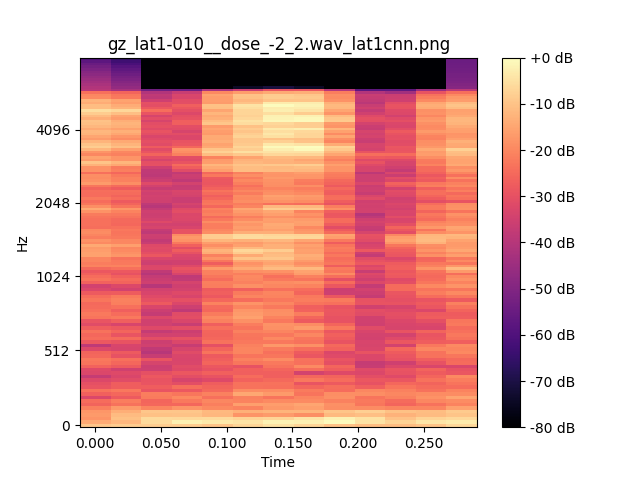 gz_lat1-010__dose_-2_2.wav_lat1cnn.png
+0 dB
-10 dB
-20 dB
-30 dB
-40 dB
-50 dB
-60 dB
-70 dB
-80 dB
4096
2048
1024
512
0
Hz
0.000 0.050 0.100 0.150 0.200 0.250
Time